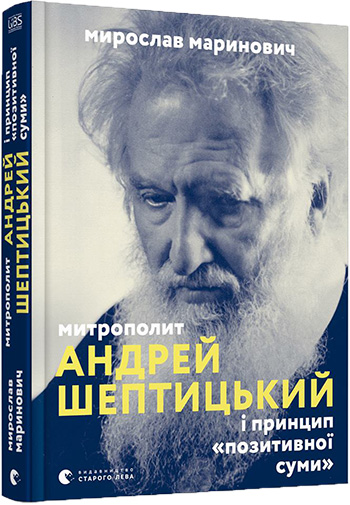 мирослав маринович
митрополит
АНДРЕЙ
ШЕПТИЦЬКИЙ
і принцип
«позитивної
суми»
ВИДАВНИЦТВО
СТАРОГО ЛЕВА
мирослав
маринович
митрополит АНДРЕЙ
ШЕПТИЦЬКИЙ
і принцип
«позитивної
суми»